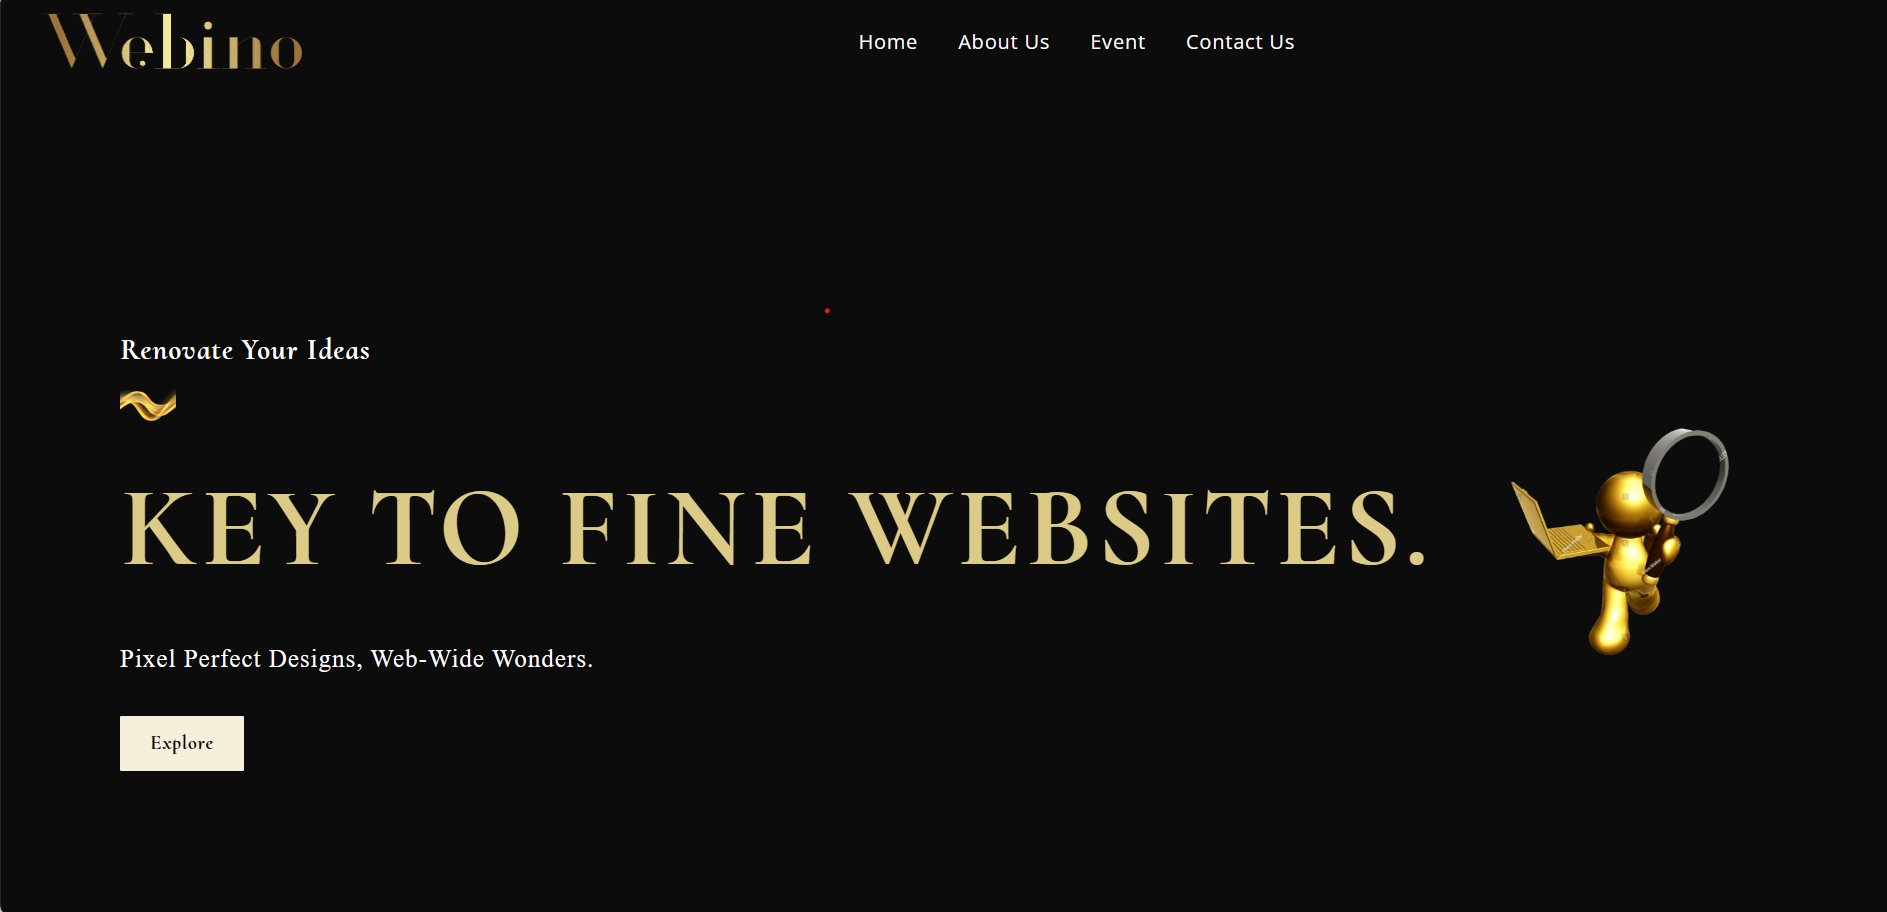 Webino
Home About Us Event Contact Us
Renovate Your Ideas
KEY TO FINE WEBSITES.
Pixel Perfect Designs, Web-Wide Wonders.
Explore